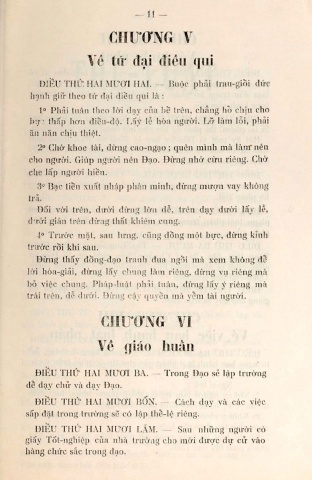 — 11 —
CHƯƠNG V
Về tứ đại điều qui
ĐIỀU THỨ HAI MƯƠI HAI. — Buộc phải trau-giồi đức
hạnh giữ theo tứ đại điều qui là :
1º Phải tuân theo lời dạy của bề trên, chẳng hổ chịu cho
bực thấp hơn điều-độ. Lấy lễ hòa người. Lỡ lầm lỗi, phải
ăn năn chịu thiệt.
2º Chớ khoe tài, đừng cao-ngạo ; quên mình mà làm nên
cho người. Giúp người nên Đạo. Đừng nhớ cừu riêng. Chớ
che lấp người hiền.
3º Bạc tiền xuất nhập phân minh, đừng mượn vay không
trả.
Đối với trên, dưới đừng lờn dể, trên dạy dưới lấy lễ,
dưới gián trên đừng thất khiêm cung.
4º Trước mặt, sau lưng, cũng đồng một bực, đừng kính
trước rồi khi sau.
Đừng thấy đồng-đạo tranh đua ngồi mà xem không để
lời hòa-giải, đừng lấy chung làm riêng, đừng vụ riêng mà
bỏ việc chung. Pháp-luật phải tuân, đừng lấy ý riêng mà
trái trên, dể dưới. Đừng cậy quyền mà yểm tài người.
CHƯƠNG VI
Về giáo huấn
ĐIỀU THỨ HAI MƯƠI BA. — Trong Đạo sẽ lập trường
để dạy chữ và dạy Đạo.
ĐIỀU THỨ HAI MƯƠI BỐN. — Cách dạy và các việc
sắp đặt trong trường sẽ có lập thể-lệ riêng.
ĐIỀU THỨ HAI MƯƠI LĂM. — Sau những người có
giấy Tốt-nghiệp của nhà trường cho mới được dự cử vào
hàng chức sắc trong đạo.